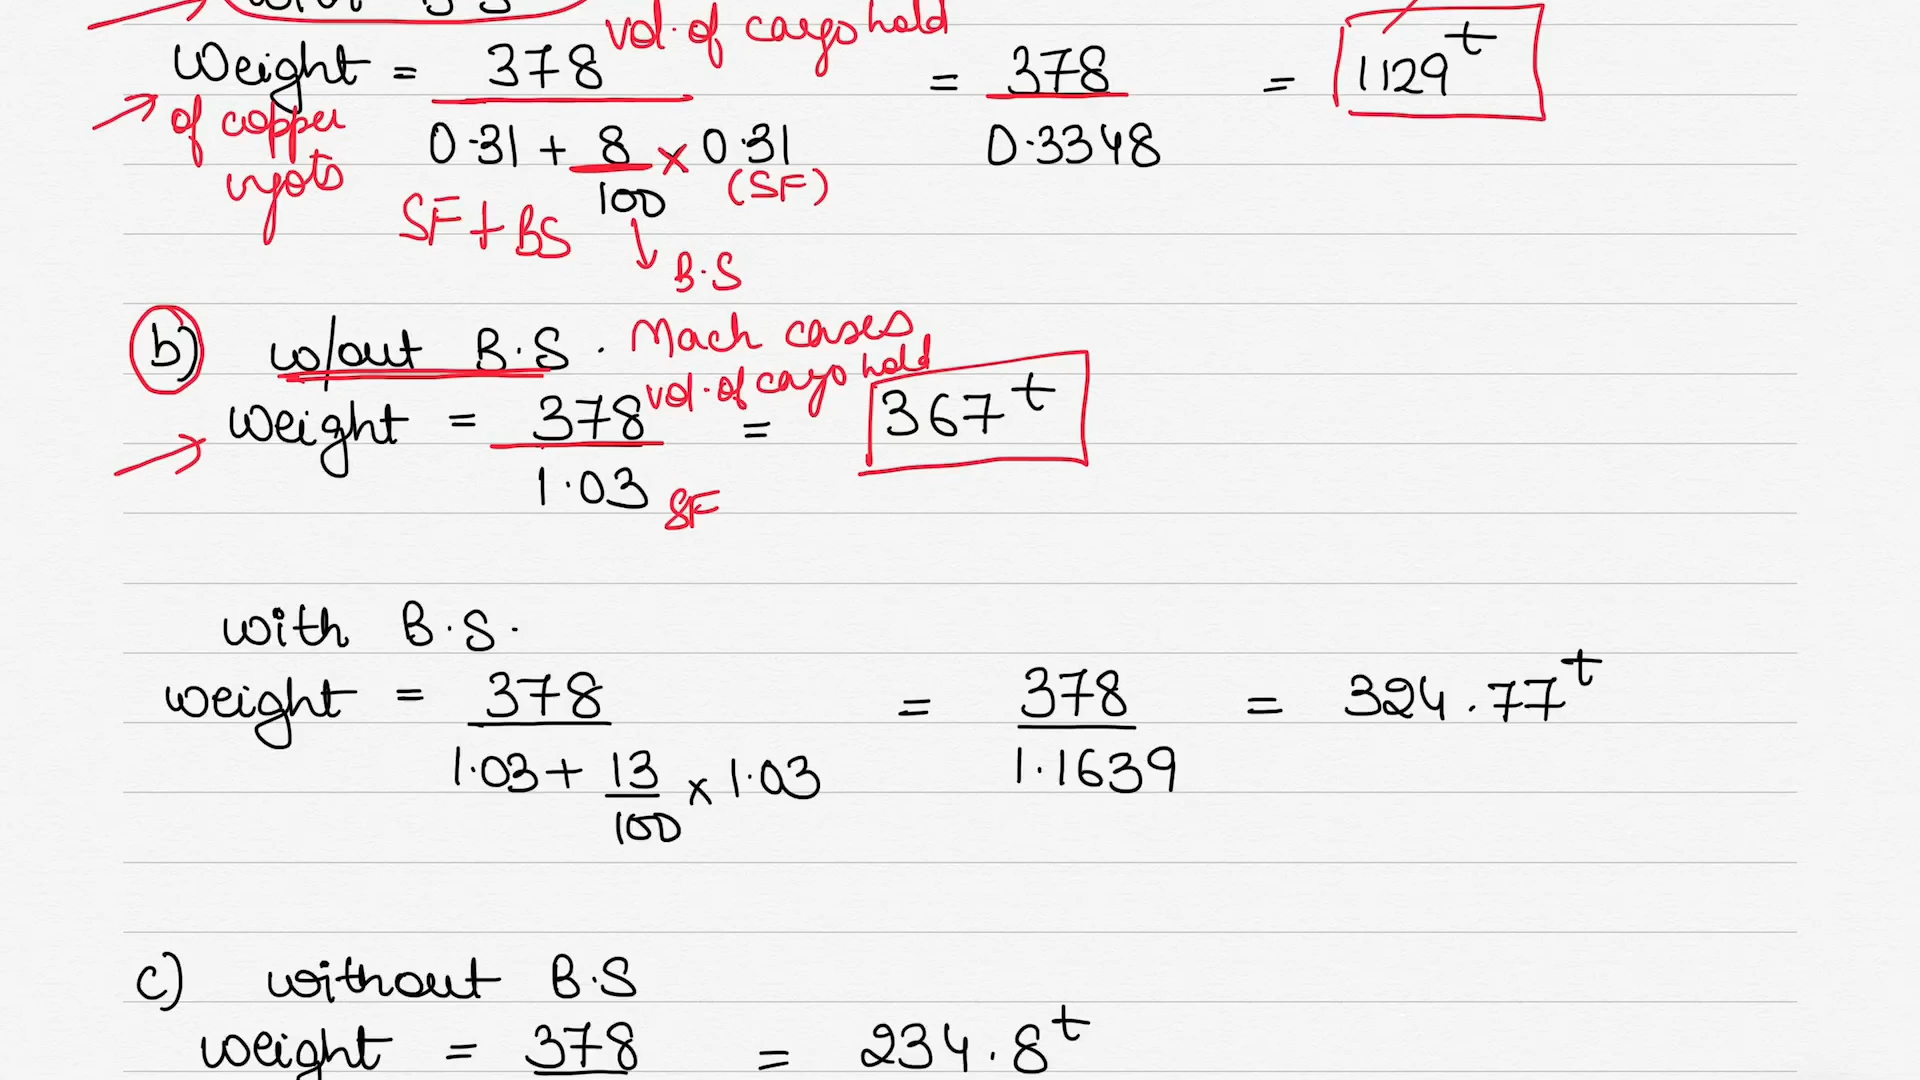 with B.S
vol. of cargo hold
Weight = 378 = 378 = 1129 t
of copper
ingots
0.31 + 8 × 0.31 0.3348
100 (SF)
SF + BS
B.S
b) w/out B.S. Mach cases
vol. of cargo hold
weight = 378 = 367 t
1.03 SF
with B.S.
weight = 378 = 378 = 324.77 t
1.03 + 13 × 1.03 1.1639
100
c) without B.S
weight = 378 = 234.8 t